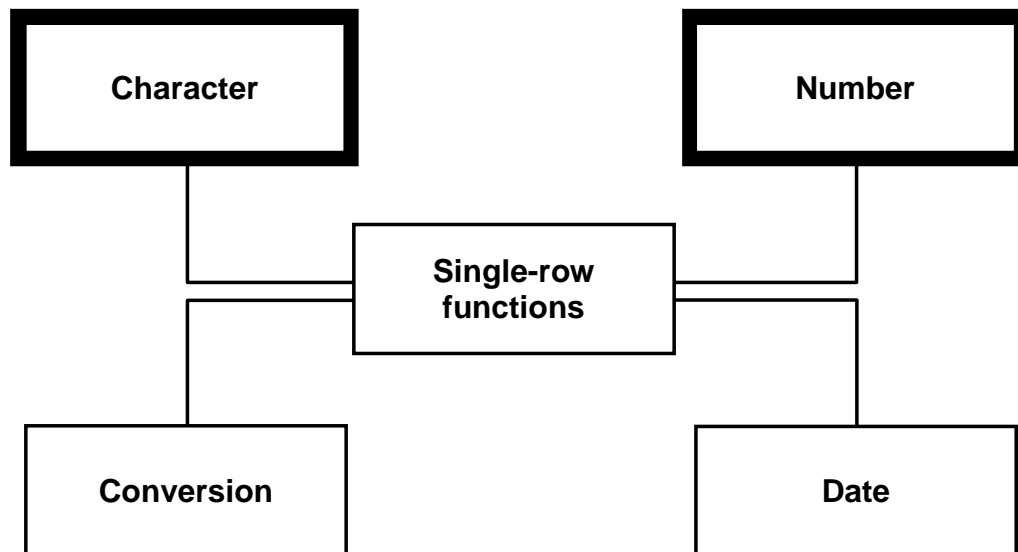 Character
Number
Single-row
functions
Conversion
Date